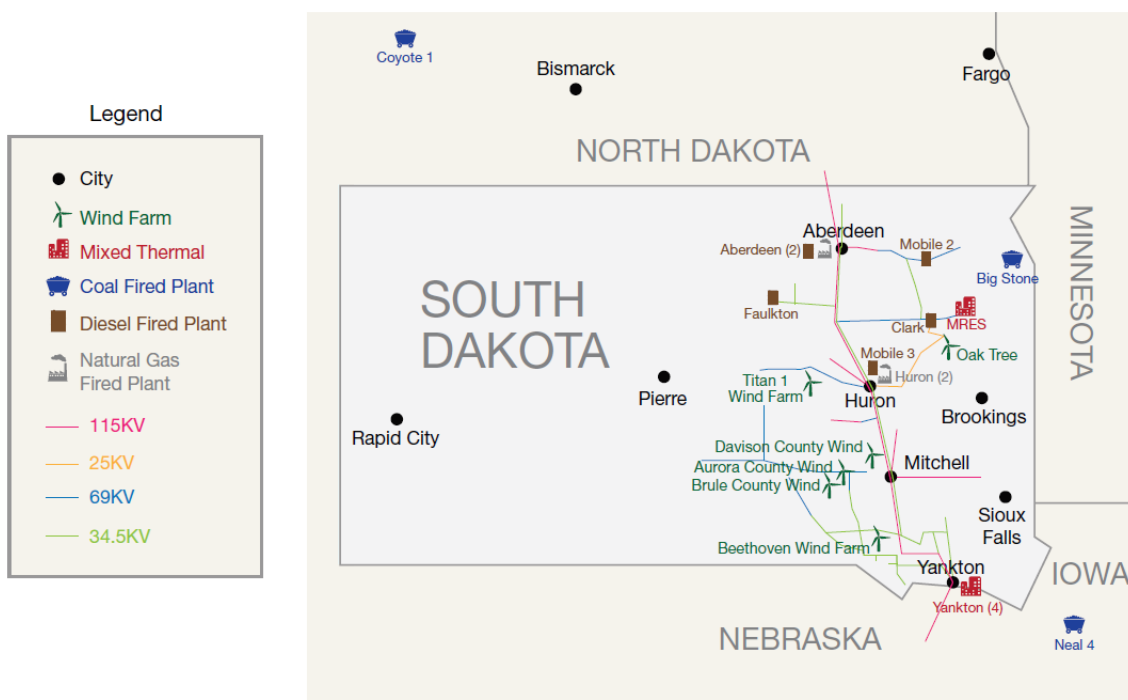 Legend
City
Wind Farm
Mixed Thermal
Coal Fired Plant
Diesel Fired Plant
Natural Gas
Fired Plant
115KV
25KV
69KV
34.5KV
Coyote 1
Bismarck
Fargo
NORTH DAKOTA
MINNESOTA
Aberdeen
Aberdeen (2)
Mobile 2
Big Stone
SOUTH
DAKOTA
Faulkton
Clark
MRES
Oak Tree
Mobile 3
Huron (2)
Titan 1
Wind Farm
Huron
Pierre
Brookings
Rapid City
Davison County Wind
Aurora County Wind
Brule County Wind
Mitchell
Sioux
Falls
Beethoven Wind Farm
Yankton
IOWA
Yankton (4)
NEBRASKA
Neal 4